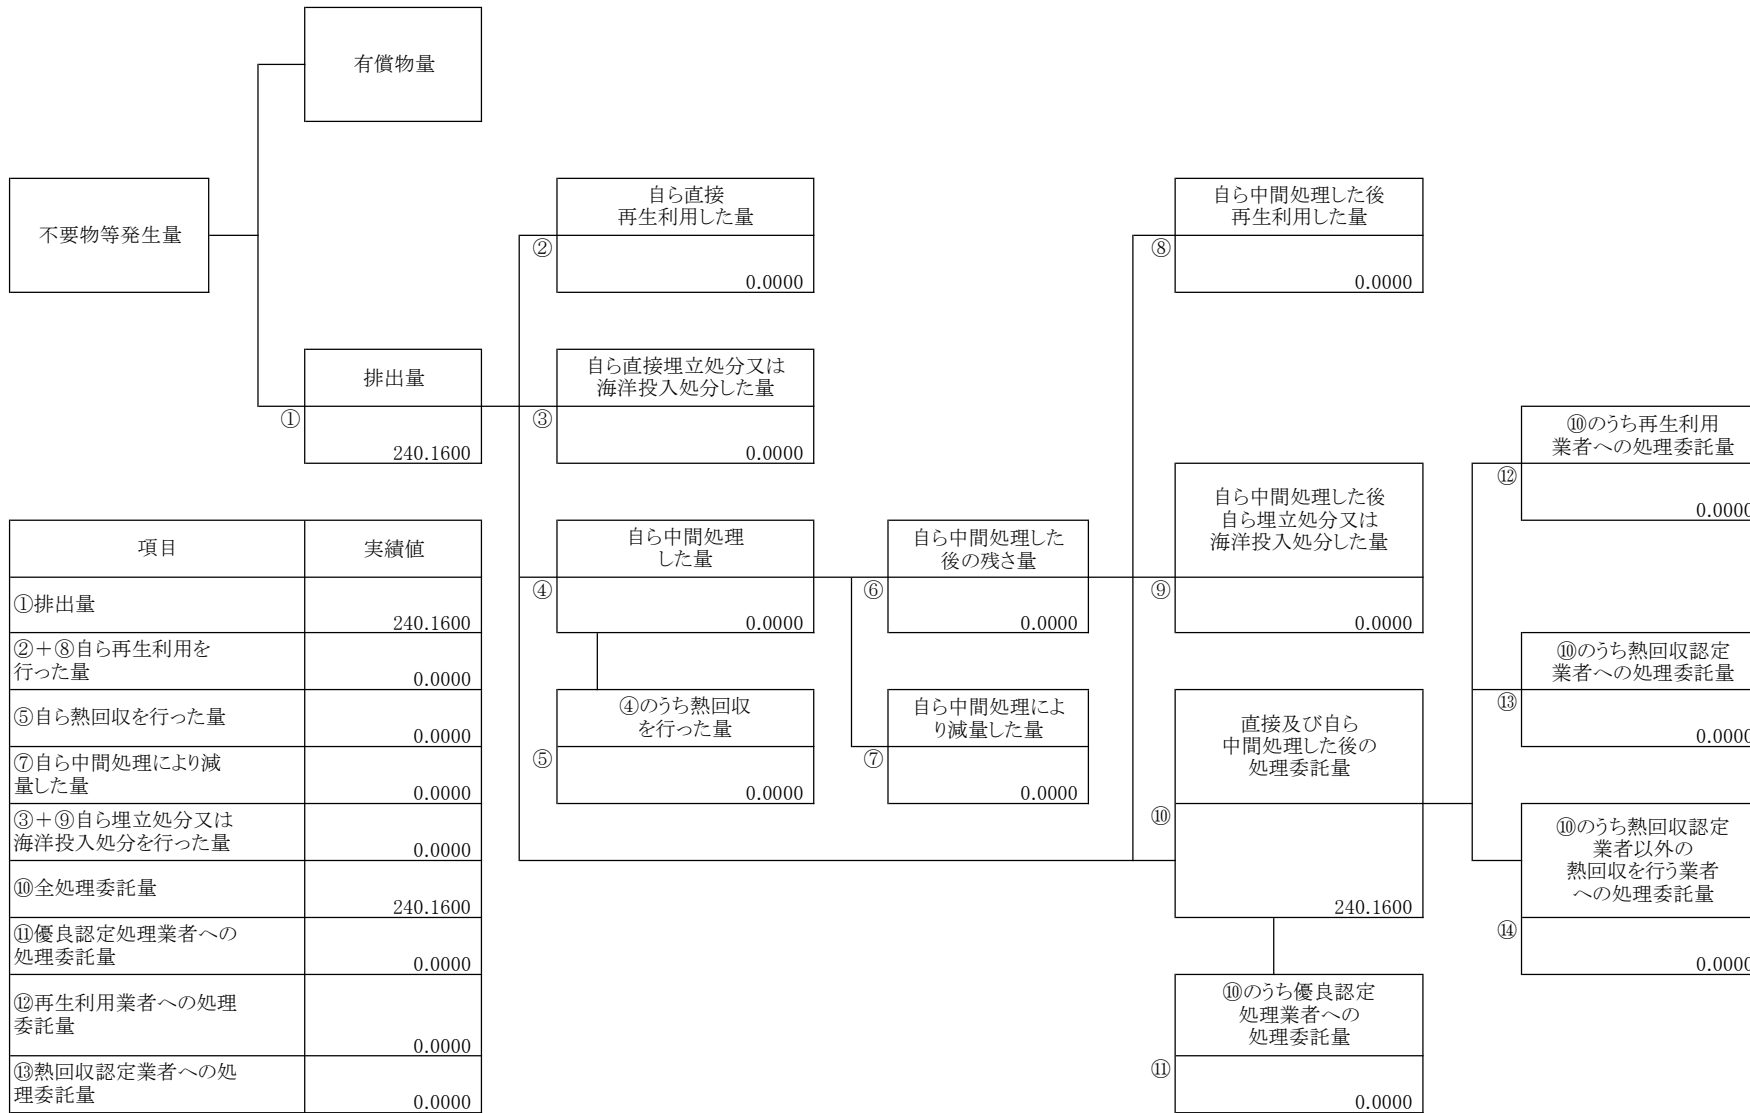 有償物量
不要物等発生量
自ら直接
再生利用した量
②
0.0000
自ら中間処理した後
再生利用した量
⑧
0.0000
排出量
①
240.1600
自ら直接埋立処分又は
海洋投入処分した量
③
0.0000
⑩のうち再生利用
業者への処理委託量
⑫
0.0000
自ら中間処理
した量
④
0.0000
自ら中間処理した
後の残さ量
⑥
0.0000
自ら中間処理した後
自ら埋立処分又は
海洋投入処分した量
⑨
0.0000
⑩のうち熱回収認定
業者への処理委託量
⑬
0.0000
④のうち熱回収
を行った量
⑤
0.0000
自ら中間処理によ
り減量した量
⑦
0.0000
直接及び自ら
中間処理した後の
処理委託量
⑩
240.1600
⑩のうち熱回収認定
業者以外の
熱回収を行う業者
への処理委託量
⑭
0.0000
⑩のうち優良認定
処理業者への
処理委託量
⑪
0.0000
項目 実績値
①排出量
240.1600
②＋⑧自ら再生利用を
行った量
0.0000
⑤自ら熱回収を行った量
0.0000
⑦自ら中間処理により減
量した量
0.0000
③＋⑨自ら埋立処分又は
海洋投入処分を行った量
0.0000
⑩全処理委託量
240.1600
⑪優良認定処理業者への
処理委託量
0.0000
⑫再生利用業者への処理
委託量
0.0000
⑬熱回収認定業者への処
理委託量
0.0000